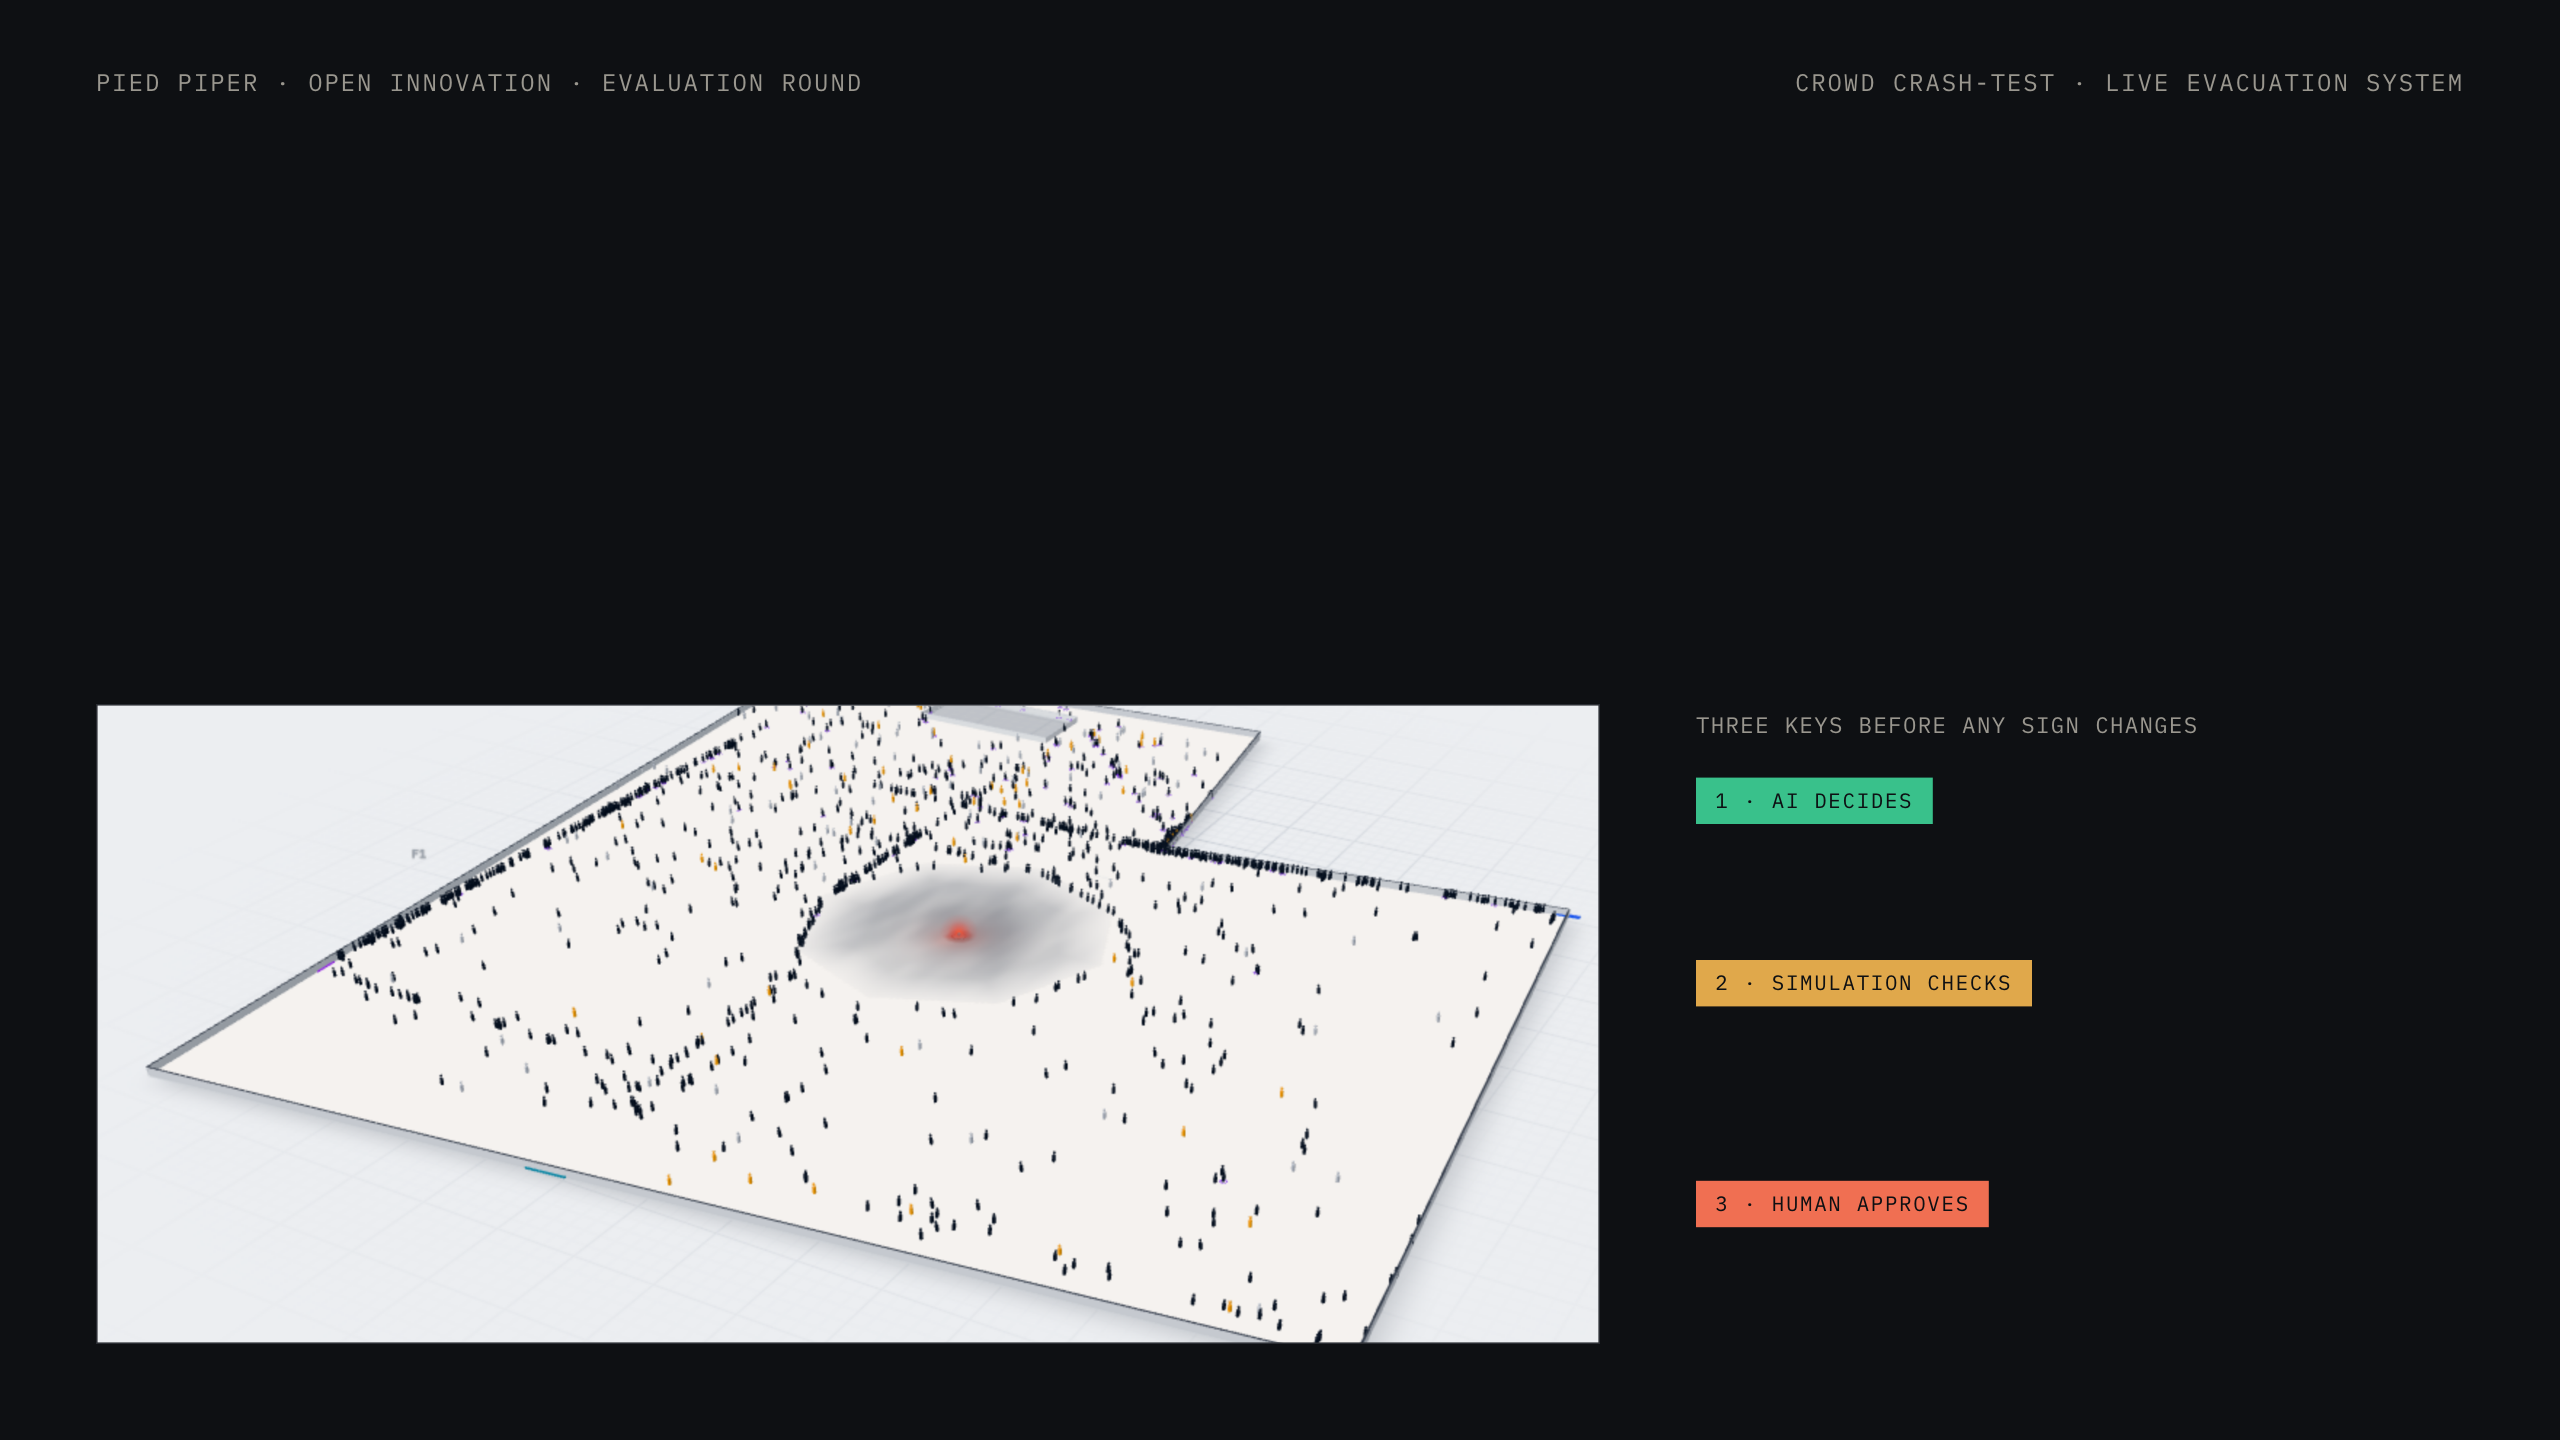 PIED PIPER · OPEN INNOVATION · EVALUATION ROUND
CROWD CRASH-TEST · LIVE EVACUATION SYSTEM
F1
THREE KEYS BEFORE ANY SIGN CHANGES
1 · AI DECIDES
2 · SIMULATION CHECKS
3 · HUMAN APPROVES